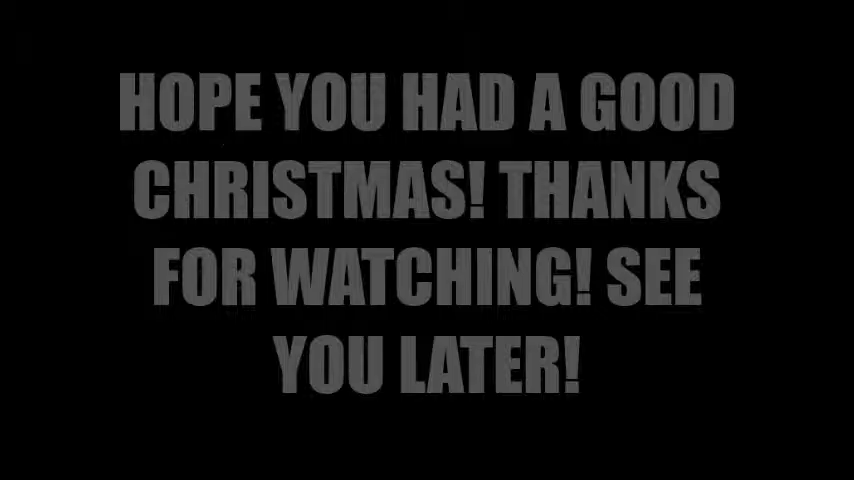 HOPE YOU HAD A GOOD
CHRISTMAS! THANKS
FOR WATCHING! SEE
YOU LATER!